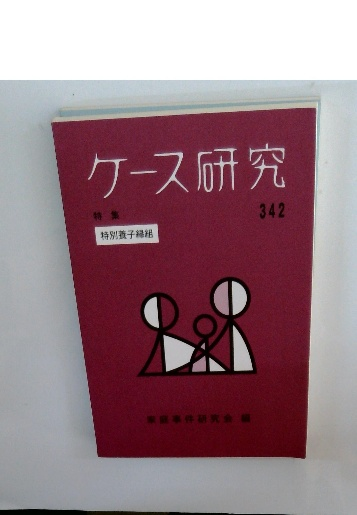 ケース研究
342
特集
特別養子縁組
家庭事件研究会 編